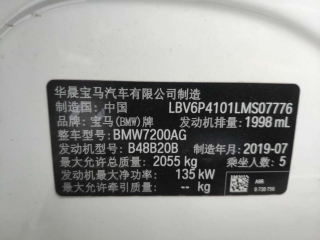 华晨宝马汽车有限公司制造
制造国：中国 LBV6P4101LMS07776
品牌：宝马(BMW)牌 发动机排量：1998 mL
整车型号：BMW7200AG
发动机型号：B48B20B 制造年月：2019-07
最大允许总质量：2055 kg 乘坐人数：5
发动机最大净功率：135 kW
最大允许牵引质量：-- kg